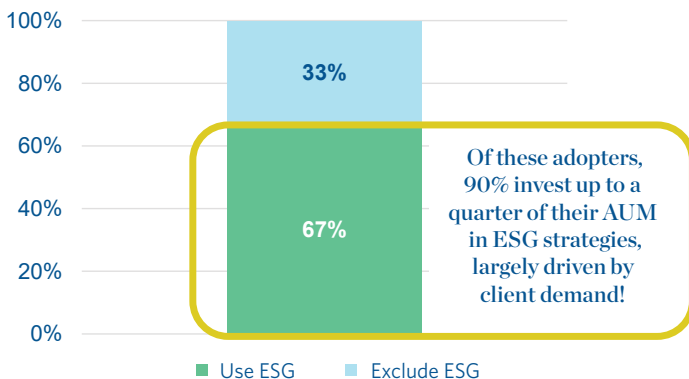 100%
80%
60%
40%
20%
0%
33%
67%
Of these adopters,
90% invest up to a
quarter of their AUM
in ESG strategies,
largely driven by
client demand!
Use ESG
Exclude ESG